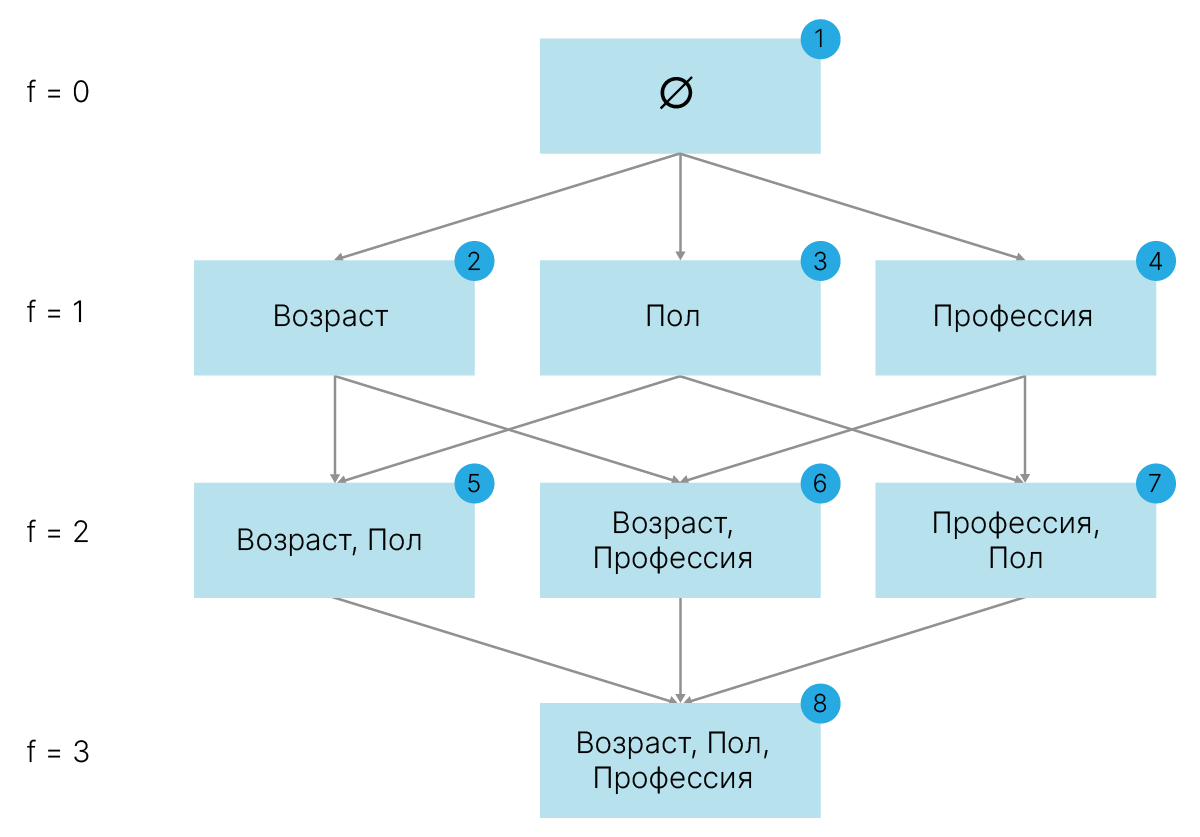 1
f = 0
∅
2
3
4
f = 1
Возраст
Пол
Профессия
5
6
7
f = 2
Возраст, Пол
Возраст,
Профессия
Профессия,
Пол
8
f = 3
Возраст, Пол,
Профессия